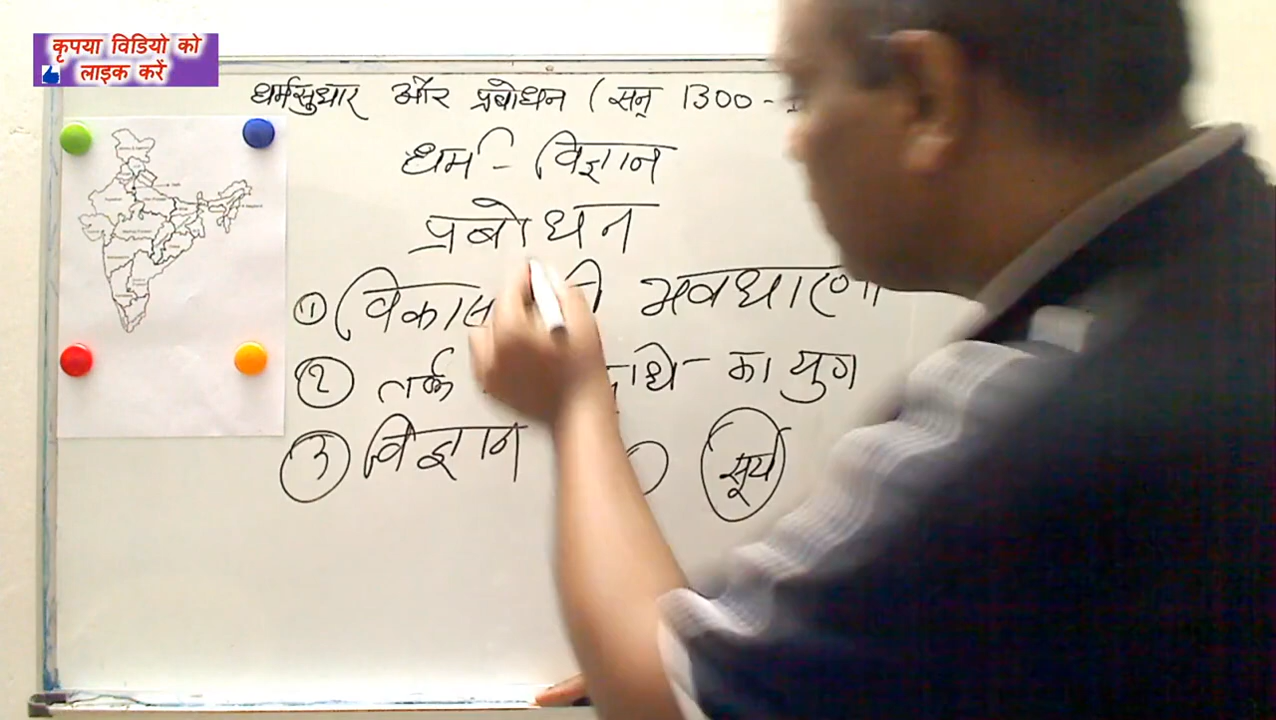 कृपया विडियो को
लाइक करें
धर्मसुधार और प्रबोधन ( सन् 1300 -
धर्म - विज्ञान
प्रबोधन
① विकास की अवधारणा
② तर्क का युग
③ विज्ञान सूर्य